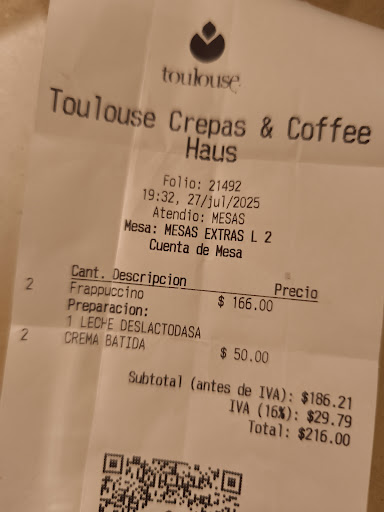 toulouse
Toulouse Crepas & Coffee
Haus
Folio: 21492
19:32, 27/jul/2025
Atendio: MESAS
Mesa: MESAS EXTRAS L 2
Cuenta de Mesa
Cant. Descripcion Precio
2 Frappuccino $ 166.00
Preparacion:
1 LECHE DESLACTODASA
2 CREMA BATIDA $ 50.00
Subtotal (antes de IVA): $186.21
IVA (16%): $29.79
Total: $216.00